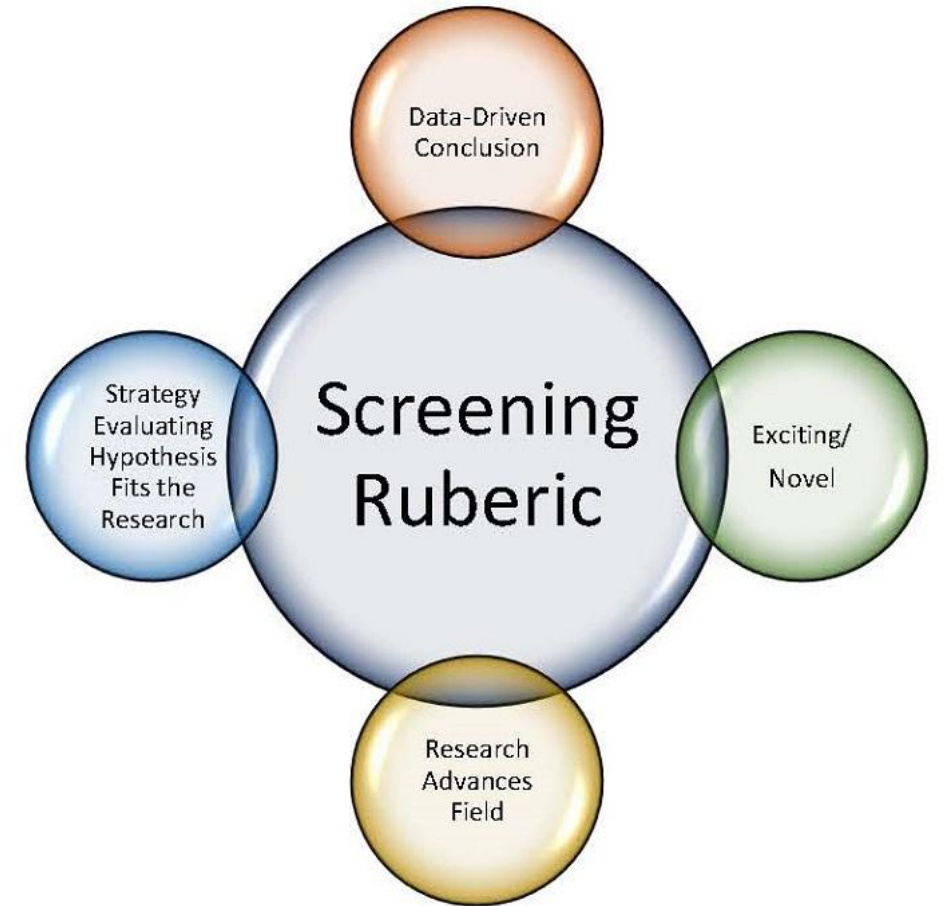 Data-Driven
Conclusion
Strategy
Evaluating
Hypothesis
Fits the
Research
Screening
Ruberic
Exciting/
Novel
Research
Advances
Field